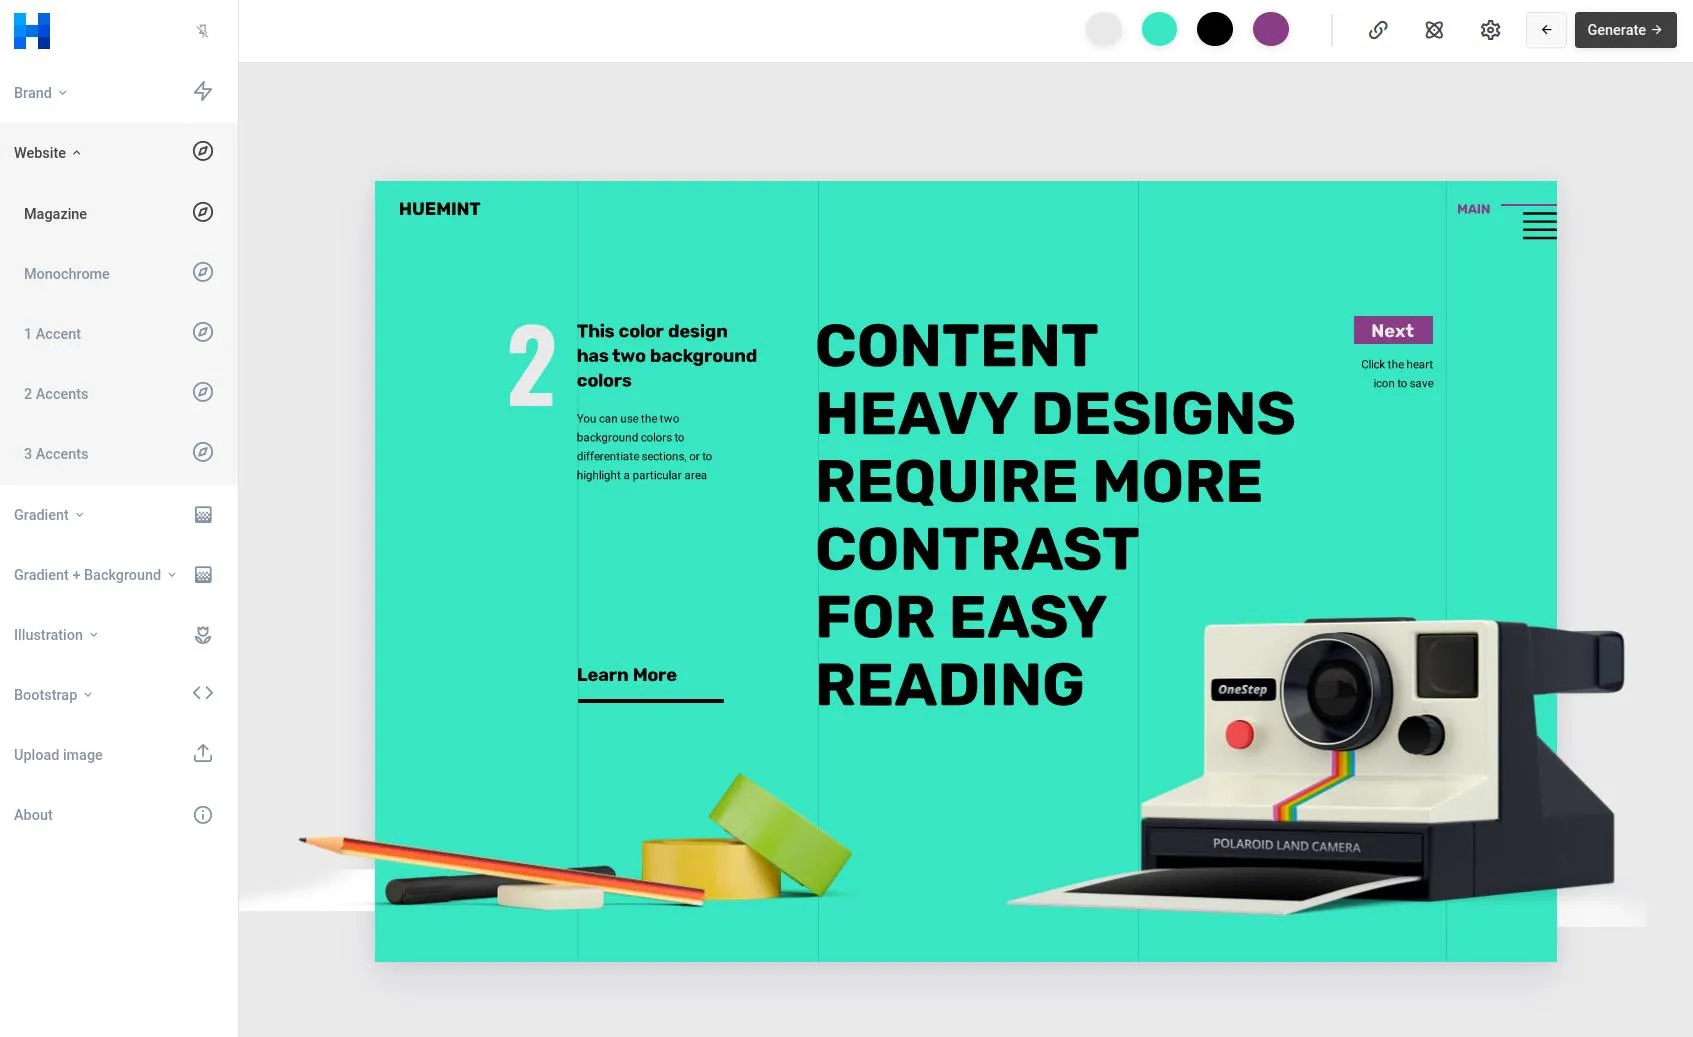 Generate
Brand
Website
Magazine
Monochrome
1 Accent
2 Accents
3 Accents
Gradient
Gradient + Background
Illustration
Bootstrap
Upload image
About
HUEMINT
MAIN
2
This color design
has two background
colors
You can use the two
background colors to
differentiate sections, or to
highlight a particular area
Learn More
CONTENT
HEAVY DESIGNS
REQUIRE MORE
CONTRAST
FOR EASY
READING
Next
Click the heart
icon to save
OneStep
POLAROID LAND CAMERA